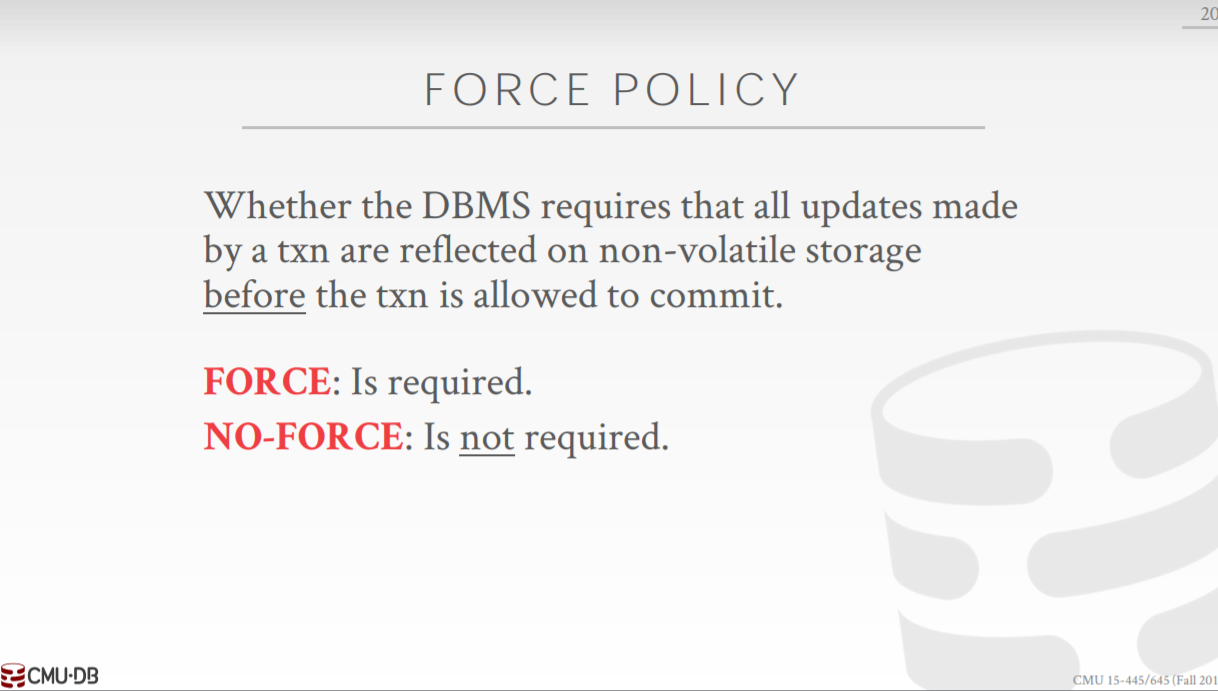 20
FORCE POLICY
Whether the DBMS requires that all updates made
by a txn are reflected on non-volatile storage
before the txn is allowed to commit.
FORCE: Is required.
NO-FORCE: Is not required.
CMU·DB
CMU 15-445/645 (Fall 201